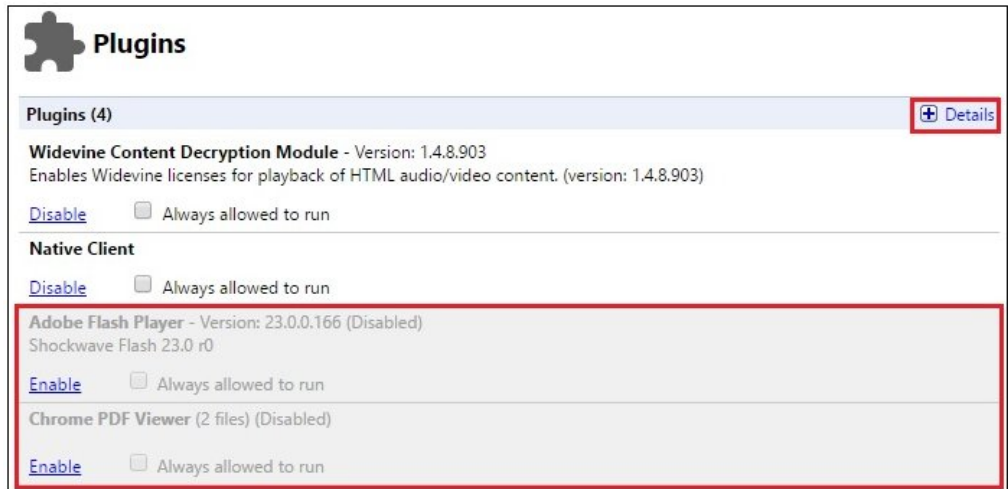 Plugins
Plugins (4)
Details
Widevine Content Decryption Module - Version: 1.4.8.903
Enables Widevine licenses for playback of HTML audio/video content. (version: 1.4.8.903)
Disable Always allowed to run
Native Client
Disable Always allowed to run
Adobe Flash Player - Version: 23.0.0.166 (Disabled)
Shockwave Flash 23.0 r0
Enable Always allowed to run
Chrome PDF Viewer (2 files) (Disabled)
Enable Always allowed to run